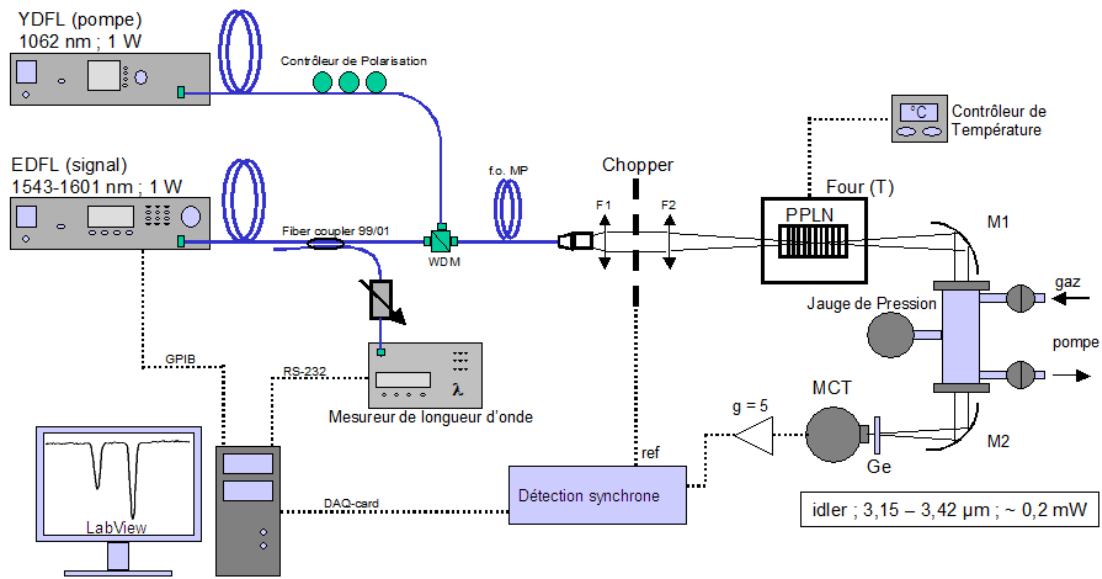 YDFL (pompe)
1062 nm ; 1 W
Contrôleur de Polarisation
°C
Contrôleur de
Température
EDFL (signal)
1543-1601 nm ; 1 W
f.o. MP
Chopper
Four (T)
F1
F2
PPLN
M1
Fiber coupler 99/01
WDM
gaz
Jauge de Pression
pompe
GPIB
RS-232
λ
Mesureur de longueur d'onde
MCT
g = 5
M2
ref
Ge
Détection synchrone
DAQ-card
LabView
idler ; 3,15 – 3,42 µm ; ~ 0,2 mW